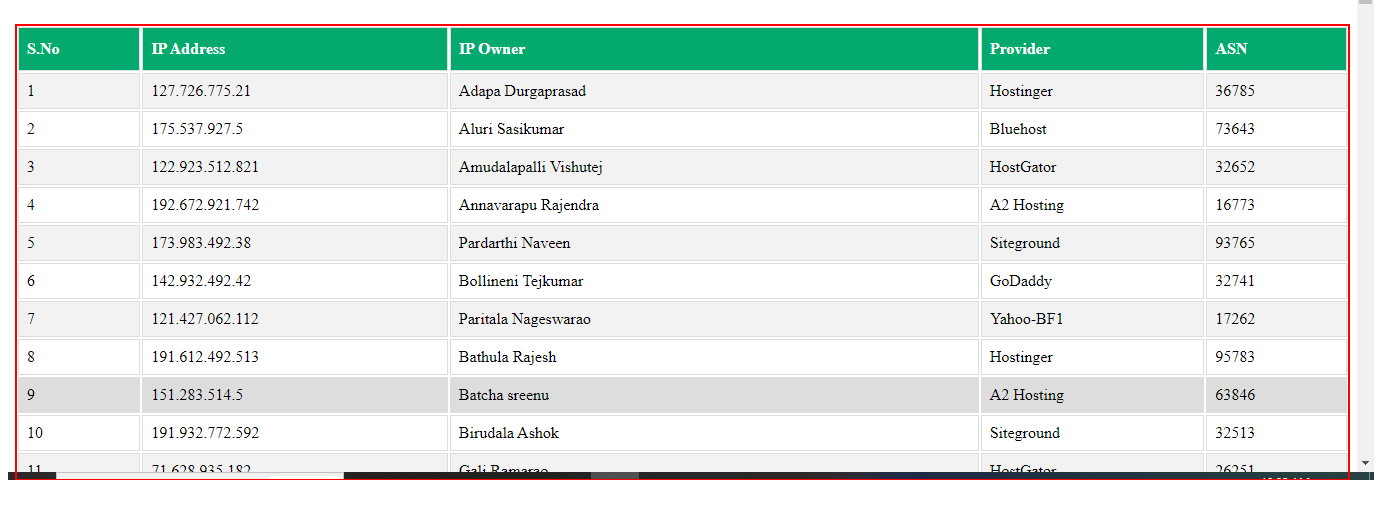 S.No IP Address IP Owner Provider ASN
1 127.726.775.21 Adapa Durgaprasad Hostinger 36785
2 175.537.927.5 Aluri Sasikumar Bluehost 73643
3 122.923.512.821 Amudalapalli Vishutej HostGator 32652
4 192.672.921.742 Annavarapu Rajendra A2 Hosting 16773
5 173.983.492.38 Pardarthi Naveen Siteground 93765
6 142.932.492.42 Bollineni Tejkumar GoDaddy 32741
7 121.427.062.112 Paritala Nageswarao Yahoo-BF1 17262
8 191.612.492.513 Bathula Rajesh Hostinger 95783
9 151.283.514.5 Batcha sreenu A2 Hosting 63846
10 191.932.772.592 Birudala Ashok Siteground 32513
11 71.628.935.182 Gali Ramarao HostGator 26251